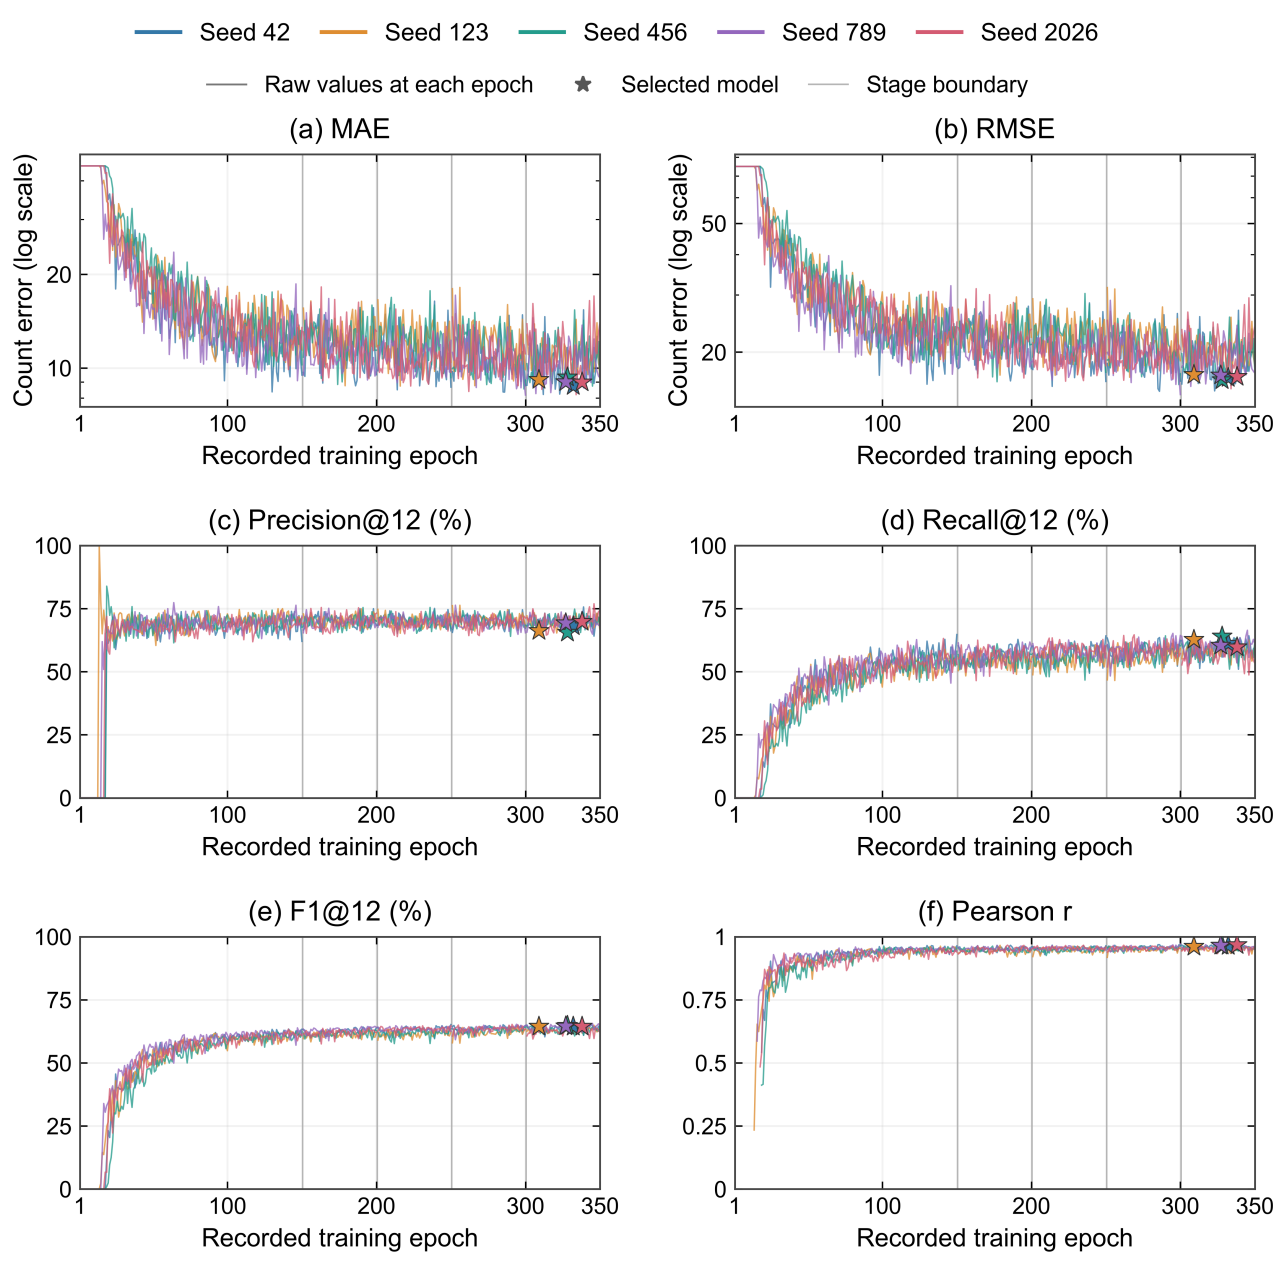 Seed 42 Seed 123 Seed 456 Seed 789 Seed 2026
Raw values at each epoch Selected model Stage boundary
(a) MAE
Count error (log scale)
20
10
1 100 200 300 350
Recorded training epoch
(b) RMSE
Count error (log scale)
50
20
1 100 200 300 350
Recorded training epoch
(c) Precision@12 (%)
100
75
50
25
0
1 100 200 300 350
Recorded training epoch
(d) Recall@12 (%)
100
75
50
25
0
1 100 200 300 350
Recorded training epoch
(e) F1@12 (%)
100
75
50
25
0
1 100 200 300 350
Recorded training epoch
(f) Pearson r
1
0.75
0.5
0.25
0
1 100 200 300 350
Recorded training epoch